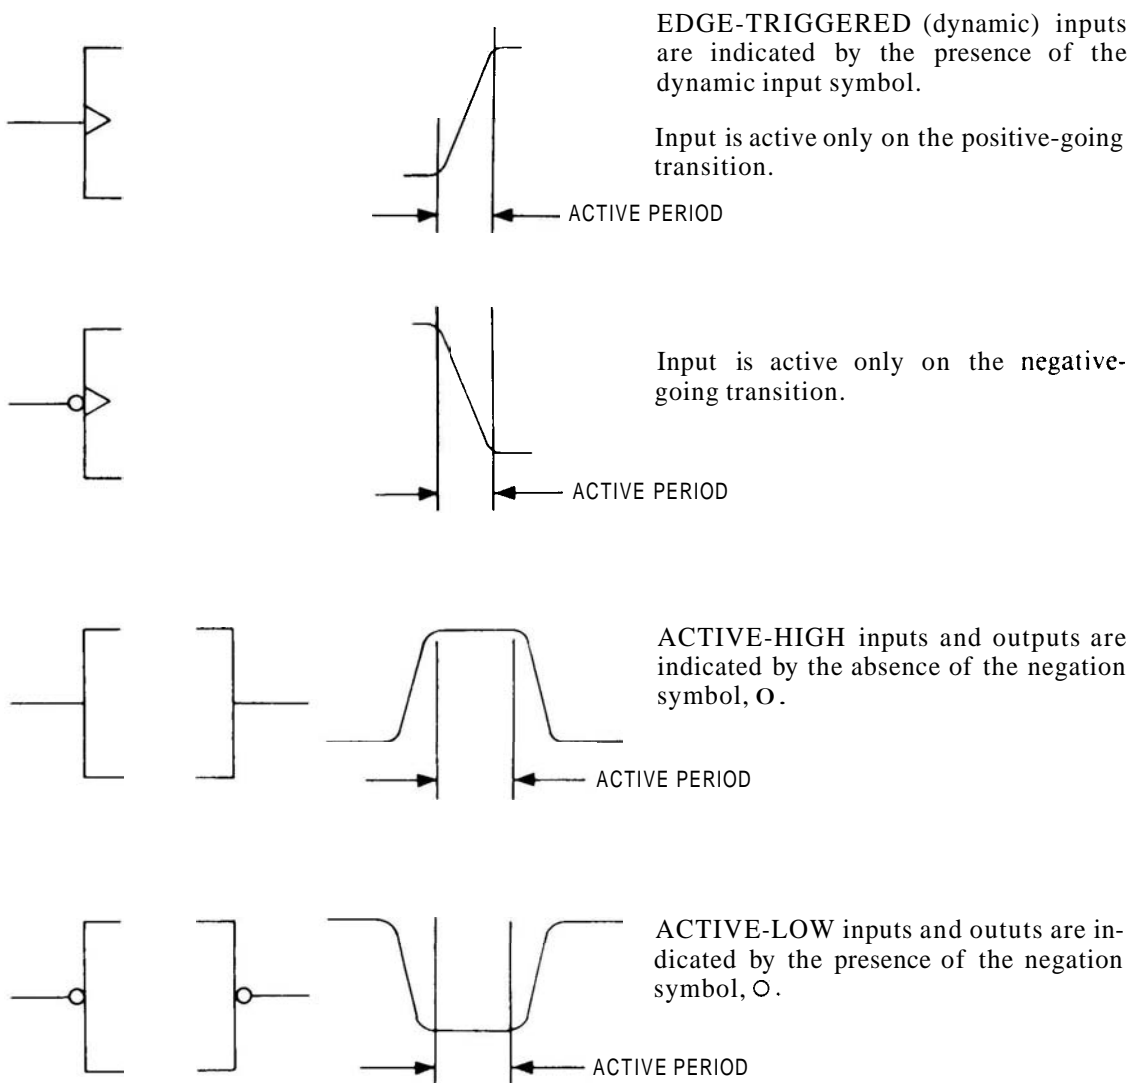 EDGE-TRIGGERED (dynamic) inputs
are indicated by the presence of the
dynamic input symbol.
Input is active only on the positive-going
transition.
ACTIVE PERIOD
Input is active only on the negative-
going transition.
ACTIVE PERIOD
ACTIVE-HIGH inputs and outputs are
indicated by the absence of the negation
symbol, O.
ACTIVE PERIOD
ACTIVE-LOW inputs and oututs are in-
dicated by the presence of the negation
symbol, O.
ACTIVE PERIOD